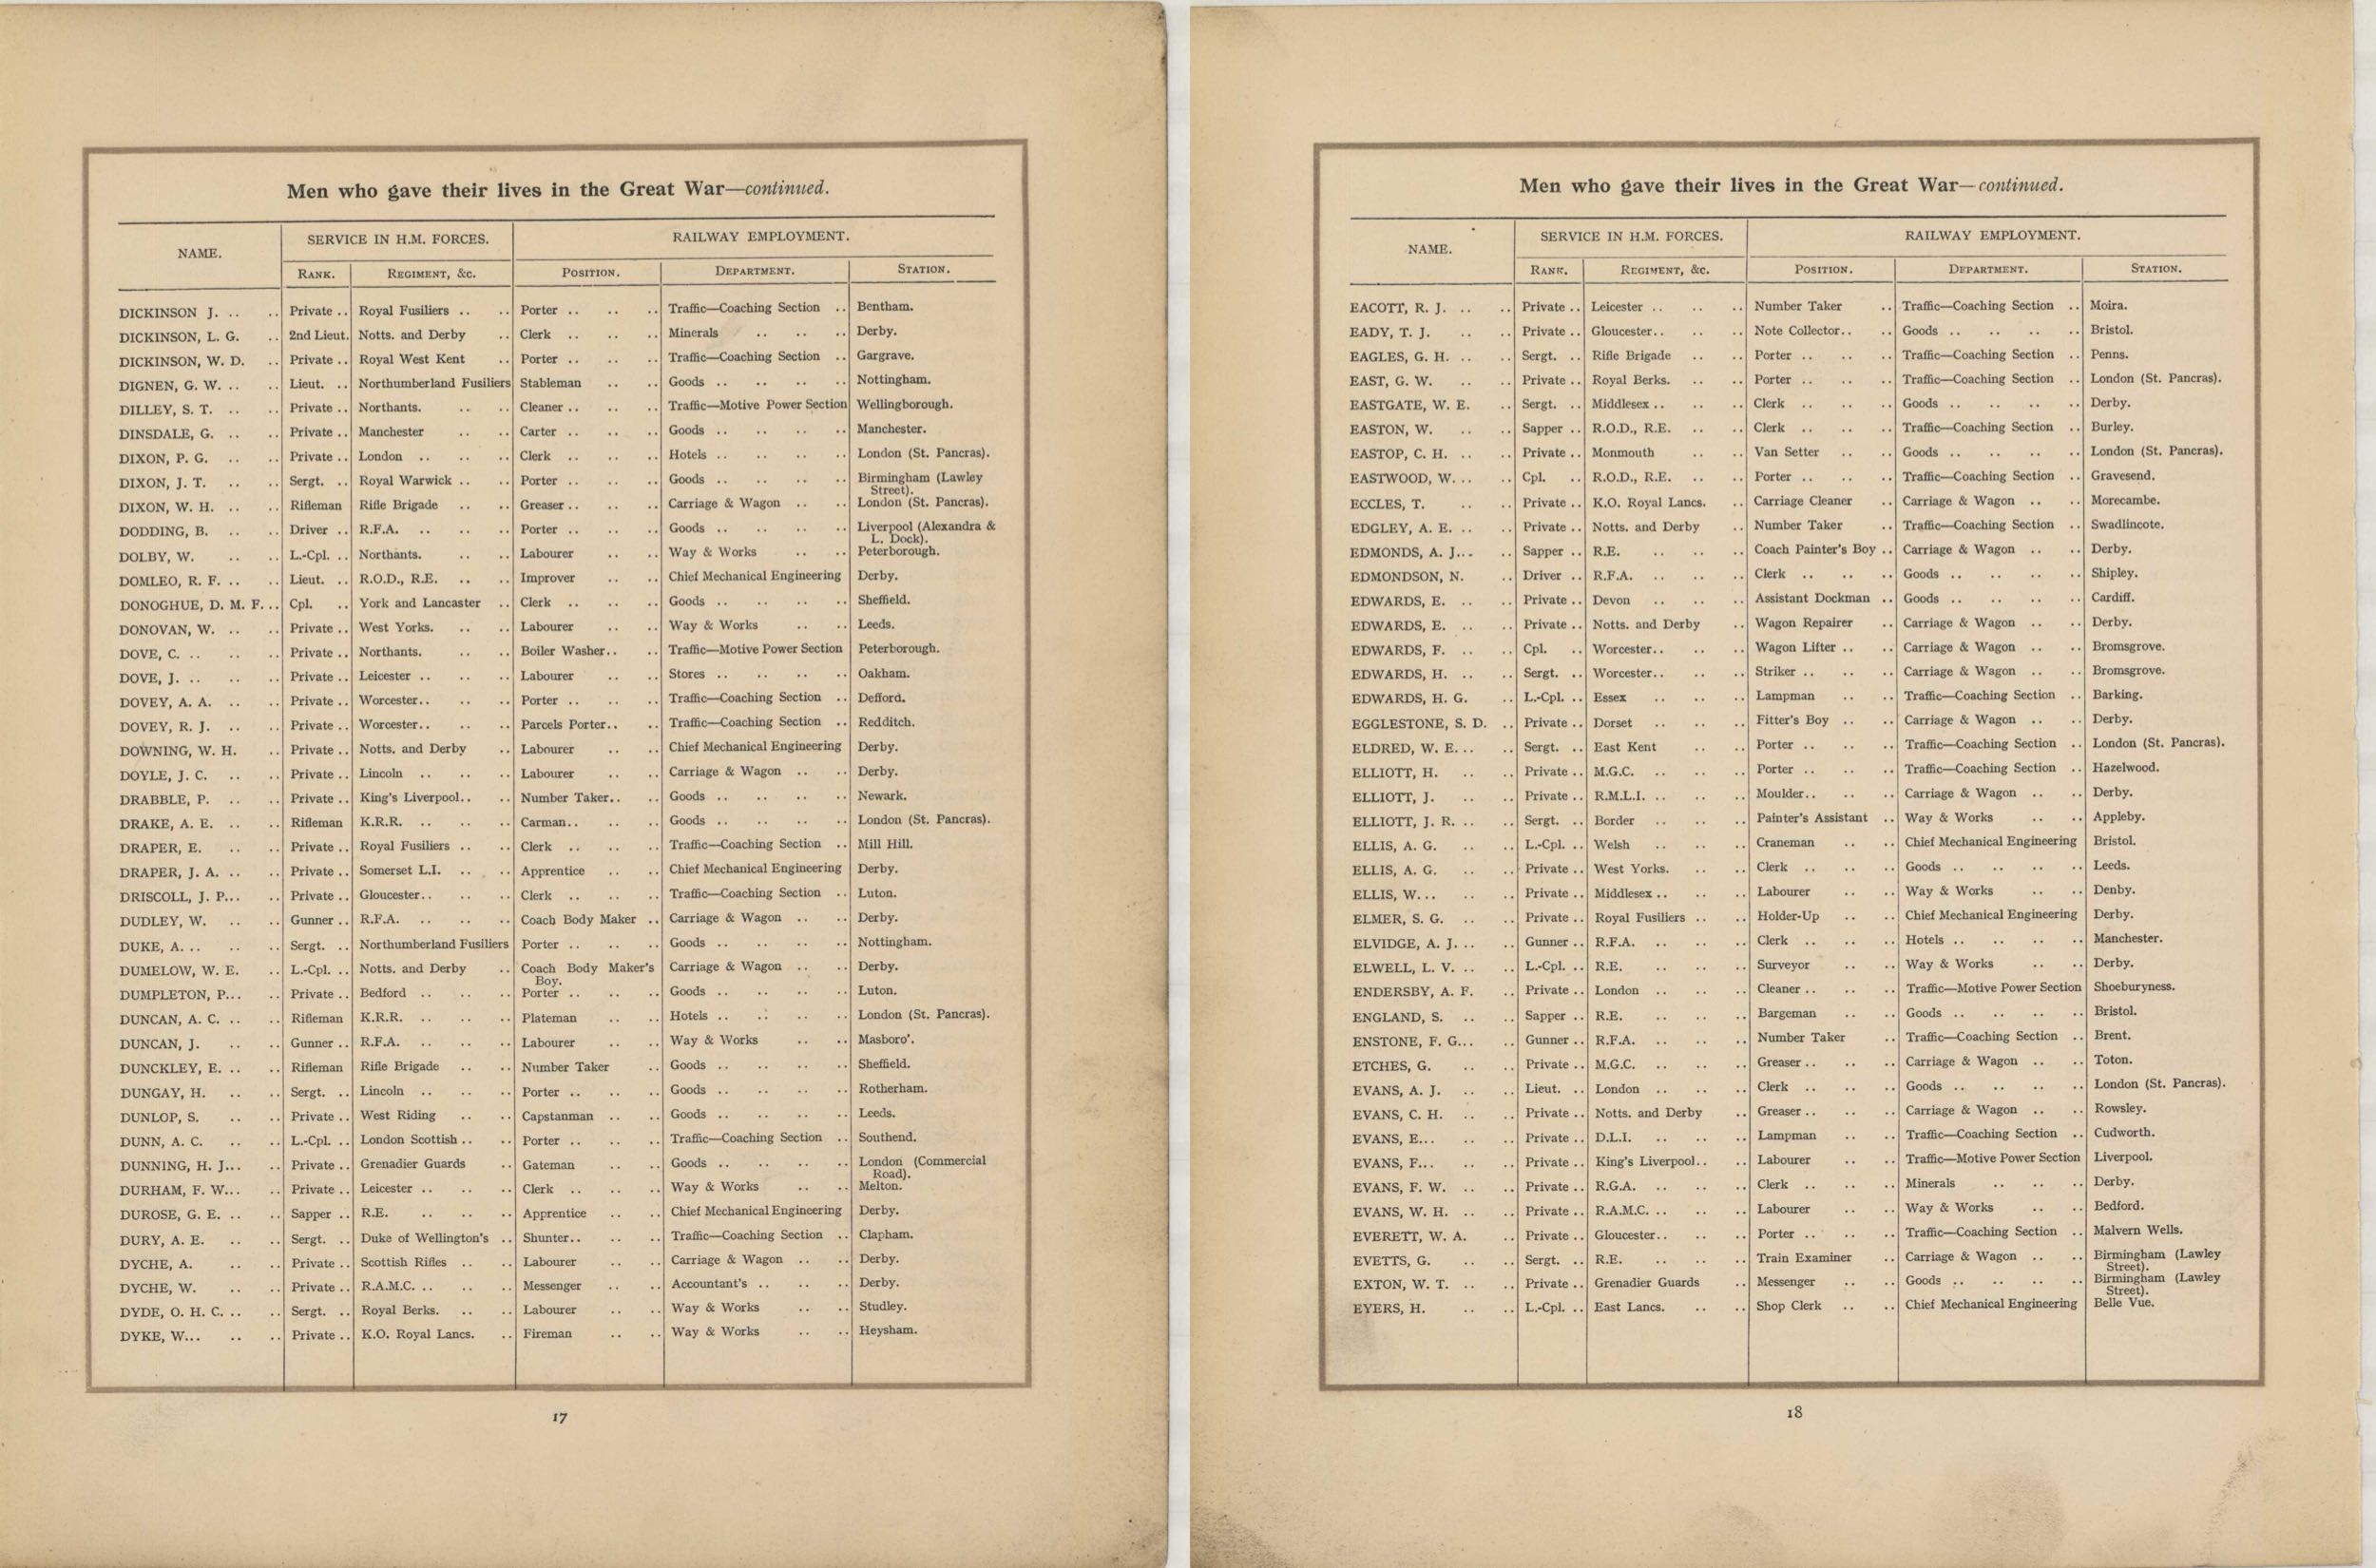 Men who gave their lives in the Great War—continued.
NAME. SERVICE IN H.M. FORCES. RAILWAY EMPLOYMENT.
RANK. REGIMENT, &c. POSITION. DEPARTMENT. STATION.
DICKINSON J. .. .. Private .. Royal Fusiliers .. .. Porter .. .. .. Traffic—Coaching Section .. Bentham.
DICKINSON, L. G. .. 2nd Lieut. Notts. and Derby .. Clerk .. .. .. Minerals .. .. .. Derby.
DICKINSON, W. D. .. Private .. Royal West Kent .. Porter .. .. .. Traffic—Coaching Section .. Gargrave.
DIGNEN, G. W. .. .. Lieut. .. Northumberland Fusiliers Stableman .. .. Goods .. .. .. .. Nottingham.
DILLEY, S. T. .. .. Private .. Northants. .. .. Cleaner .. .. .. Traffic—Motive Power Section Wellingborough.
DINSDALE, G. .. .. Private .. Manchester .. .. Carter .. .. .. Goods .. .. .. .. Manchester.
DIXON, P. G. .. .. Private .. London .. .. .. Clerk .. .. .. Hotels .. .. .. .. London (St. Pancras).
DIXON, J. T. .. .. Sergt. .. Royal Warwick .. .. Porter .. .. .. Goods .. .. .. .. Birmingham (Lawley
Street).
DIXON, W. H. .. .. Rifleman Rifle Brigade .. .. Greaser .. .. .. Carriage & Wagon .. .. London (St. Pancras).
DODDING, B. .. .. Driver .. R.F.A. .. .. .. Porter .. .. .. Goods .. .. .. .. Liverpool (Alexandra &
L. Dock).
DOLBY, W. .. .. L.-Cpl. .. Northants. .. .. Labourer .. .. Way & Works .. .. Peterborough.
DOMLEO, R. F. .. .. Lieut. .. R.O.D., R.E. .. .. Improver .. .. Chief Mechanical Engineering Derby.
DONOGHUE, D. M. F. .. Cpl. .. York and Lancaster .. Clerk .. .. .. Goods .. .. .. .. Sheffield.
DONOVAN, W. .. .. Private .. West Yorks. .. .. Labourer .. .. Way & Works .. .. Leeds.
DOVE, C. .. .. .. Private .. Northants. .. .. Boiler Washer .. .. Traffic—Motive Power Section Peterborough.
DOVE, J. .. .. .. Private .. Leicester .. .. .. Labourer .. .. Stores .. .. .. .. Oakham.
DOVEY, A. A. .. .. Private .. Worcester .. .. .. Porter .. .. .. Traffic—Coaching Section .. Defford.
DOVEY, R. J. .. .. Private .. Worcester .. .. .. Parcels Porter .. .. Traffic—Coaching Section .. Redditch.
DOWNING, W. H. .. Private .. Notts. and Derby .. Labourer .. .. Chief Mechanical Engineering Derby.
DOYLE, J. C. .. .. Private .. Lincoln .. .. .. Labourer .. .. Carriage & Wagon .. .. Derby.
DRABBLE, P. .. .. Private .. King's Liverpool .. .. Number Taker .. .. Goods .. .. .. .. Newark.
DRAKE, A. E. .. .. Rifleman K.R.R. .. .. .. Carman .. .. .. Goods .. .. .. .. London (St. Pancras).
DRAPER, E. .. .. Private .. Royal Fusiliers .. .. Clerk .. .. .. Traffic—Coaching Section .. Mill Hill.
DRAPER, J. A. .. .. Private .. Somerset L.I. .. .. Apprentice .. .. Chief Mechanical Engineering Derby.
DRISCOLL, J. P. .. .. Private .. Gloucester .. .. .. Clerk .. .. .. Traffic—Coaching Section .. Luton.
DUDLEY, W. .. .. Gunner .. R.F.A. .. .. .. Coach Body Maker .. Carriage & Wagon .. .. Derby.
DUKE, A. .. .. .. Sergt. .. Northumberland Fusiliers Porter .. .. .. Goods .. .. .. .. Nottingham.
DUMELOW, W. E. .. L.-Cpl. .. Notts. and Derby .. Coach Body Maker's Carriage & Wagon .. .. Derby.
Boy.
DUMPLETON, P. .. .. Private .. Bedford .. .. .. Porter .. .. .. Goods .. .. .. .. Luton.
DUNCAN, A. C. .. .. Rifleman K.R.R. .. .. .. Plateman .. .. Hotels .. .. .. .. London (St. Pancras).
DUNCAN, J. .. .. Gunner .. R.F.A. .. .. .. Labourer .. .. Way & Works .. .. Masboro'.
DUNCKLEY, E. .. .. Rifleman Rifle Brigade .. .. Number Taker .. Goods .. .. .. .. Sheffield.
DUNGAY, H. .. .. Sergt. .. Lincoln .. .. .. Porter .. .. .. Goods .. .. .. .. Rotherham.
DUNLOP, S. .. .. Private .. West Riding .. .. Capstanman .. .. Goods .. .. .. .. Leeds.
DUNN, A. C. .. .. L.-Cpl. .. London Scottish .. .. Porter .. .. .. Traffic—Coaching Section .. Southend.
DUNNING, H. J. .. .. Private .. Grenadier Guards .. Gateman .. .. Goods .. .. .. .. London (Commercial
Road).
DURHAM, F. W. .. .. Private .. Leicester .. .. .. Clerk .. .. .. Way & Works .. .. Melton.
DUROSE, G. E. .. .. Sapper .. R.E. .. .. .. Apprentice .. .. Chief Mechanical Engineering Derby.
DURY, A. E. .. .. Sergt. .. Duke of Wellington's .. Shunter .. .. .. Traffic—Coaching Section .. Clapham.
DYCHE, A. .. .. Private .. Scottish Rifles .. .. Labourer .. .. Carriage & Wagon .. .. Derby.
DYCHE, W. .. .. Private .. R.A.M.C. .. .. .. Messenger .. .. Accountant's .. .. .. Derby.
DYDE, O. H. C. .. .. Sergt. .. Royal Berks. .. .. Labourer .. .. Way & Works .. .. Studley.
DYKE, W. .. .. .. Private .. K.O. Royal Lancs. .. Fireman .. .. Way & Works .. .. Heysham.
17
Men who gave their lives in the Great War—continued.
NAME. SERVICE IN H.M. FORCES. RAILWAY EMPLOYMENT.
RANK. REGIMENT, &c. POSITION. DEPARTMENT. STATION.
EACOTT, R. J. .. .. Private .. Leicester .. .. .. Number Taker .. Traffic—Coaching Section .. Moira.
EADY, T. J. .. .. Private .. Gloucester .. .. .. Note Collector .. .. Goods .. .. .. .. Bristol.
EAGLES, G. H. .. .. Sergt. .. Rifle Brigade .. .. Porter .. .. .. Traffic—Coaching Section .. Penns.
EAST, G. W. .. .. Private .. Royal Berks. .. .. Porter .. .. .. Traffic—Coaching Section .. London (St. Pancras).
EASTGATE, W. E. .. Sergt. .. Middlesex .. .. .. Clerk .. .. .. Goods .. .. .. .. Derby.
EASTON, W. .. .. Sapper .. R.O.D., R.E. .. .. Clerk .. .. .. Traffic—Coaching Section .. Burley.
EASTOP, C. H. .. .. Private .. Monmouth .. .. Van Setter .. .. Goods .. .. .. .. London (St. Pancras).
EASTWOOD, W. .. .. Cpl. .. R.O.D., R.E. .. .. Porter .. .. .. Traffic—Coaching Section .. Gravesend.
ECCLES, T. .. .. Private .. K.O. Royal Lancs. .. Carriage Cleaner .. Carriage & Wagon .. .. Morecambe.
EDGLEY, A. E. .. .. Private .. Notts. and Derby .. Number Taker .. Traffic—Coaching Section .. Swadlincote.
EDMONDS, A. J. .. .. Sapper .. R.E. .. .. .. Coach Painter's Boy .. Carriage & Wagon .. .. Derby.
EDMONDSON, N. .. Driver .. R.F.A. .. .. .. Clerk .. .. .. Goods .. .. .. .. Shipley.
EDWARDS, E. .. .. Private .. Devon .. .. .. Assistant Dockman .. Goods .. .. .. .. Cardiff.
EDWARDS, E. .. .. Private .. Notts. and Derby .. Wagon Repairer .. Carriage & Wagon .. .. Derby.
EDWARDS, F. .. .. Cpl. .. Worcester .. .. .. Wagon Lifter .. .. Carriage & Wagon .. .. Bromsgrove.
EDWARDS, H. .. .. Sergt. .. Worcester .. .. .. Striker .. .. .. Carriage & Wagon .. .. Bromsgrove.
EDWARDS, H. G. .. L.-Cpl. .. Essex .. .. .. Lampman .. .. Traffic—Coaching Section .. Barking.
EGGLESTONE, S. D. .. Private .. Dorset .. .. .. Fitter's Boy .. .. Carriage & Wagon .. .. Derby.
ELDRED, W. E. .. .. Sergt. .. East Kent .. .. Porter .. .. .. Traffic—Coaching Section .. London (St. Pancras).
ELLIOTT, H. .. .. Private .. M.G.C. .. .. .. Porter .. .. .. Traffic—Coaching Section .. Hazelwood.
ELLIOTT, J. .. .. Private .. R.M.L.I. .. .. .. Moulder .. .. .. Carriage & Wagon .. .. Derby.
ELLIOTT, J. R. .. .. Sergt. .. Border .. .. .. Painter's Assistant .. Way & Works .. .. Appleby.
ELLIS, A. G. .. .. L.-Cpl. .. Welsh .. .. .. Craneman .. .. Chief Mechanical Engineering Bristol.
ELLIS, A. G. .. .. Private .. West Yorks. .. .. Clerk .. .. .. Goods .. .. .. .. Leeds.
ELLIS, W. .. .. .. Private .. Middlesex .. .. .. Labourer .. .. Way & Works .. .. Denby.
ELMER, S. G. .. .. Private .. Royal Fusiliers .. .. Holder-Up .. .. Chief Mechanical Engineering Derby.
ELVIDGE, A. J. .. .. Gunner .. R.F.A. .. .. .. Clerk .. .. .. Hotels .. .. .. .. Manchester.
ELWELL, L. V. .. .. L.-Cpl. .. R.E. .. .. .. Surveyor .. .. Way & Works .. .. Derby.
ENDERSBY, A. F. .. Private .. London .. .. .. Cleaner .. .. .. Traffic—Motive Power Section Shoeburyness.
ENGLAND, S. .. .. Sapper .. R.E. .. .. .. Bargeman .. .. Goods .. .. .. .. Bristol.
ENSTONE, F. G. .. .. Gunner .. R.F.A. .. .. .. Number Taker .. Traffic—Coaching Section .. Brent.
ETCHES, G. .. .. Private .. M.G.C. .. .. .. Greaser .. .. .. Carriage & Wagon .. .. Toton.
EVANS, A. J. .. .. Lieut. .. London .. .. .. Clerk .. .. .. Goods .. .. .. .. London (St. Pancras).
EVANS, C. H. .. .. Private .. Notts. and Derby .. Greaser .. .. .. Carriage & Wagon .. .. Rowsley.
EVANS, E. .. .. .. Private .. D.L.I. .. .. .. Lampman .. .. Traffic—Coaching Section .. Cudworth.
EVANS, F. .. .. .. Private .. King's Liverpool .. .. Labourer .. .. Traffic—Motive Power Section Liverpool.
EVANS, F. W. .. .. Private .. R.G.A. .. .. .. Clerk .. .. .. Minerals .. .. .. Derby.
EVANS, W. H. .. .. Private .. R.A.M.C. .. .. .. Labourer .. .. Way & Works .. .. Bedford.
EVERETT, W. A. .. Private .. Gloucester .. .. .. Porter .. .. .. Traffic—Coaching Section .. Malvern Wells.
EVETTS, G. .. .. Sergt. .. R.E. .. .. .. Train Examiner .. Carriage & Wagon .. .. Birmingham (Lawley
Street).
EXTON, W. T. .. .. Private .. Grenadier Guards .. Messenger .. .. Goods .. .. .. .. Birmingham (Lawley
Street).
EYERS, H. .. .. L.-Cpl. .. East Lancs. .. .. Shop Clerk .. .. Chief Mechanical Engineering Belle Vue.
18